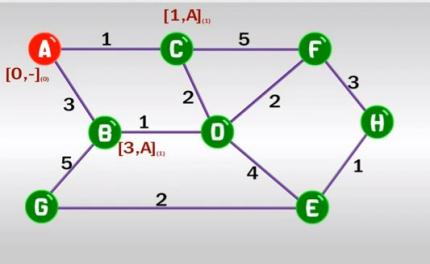 [1,A](1)
A 1 C 5 F
[0,-](0)
3 2 2 3
B 1 D H
[3,A](1)
5 4 1
G 2 E